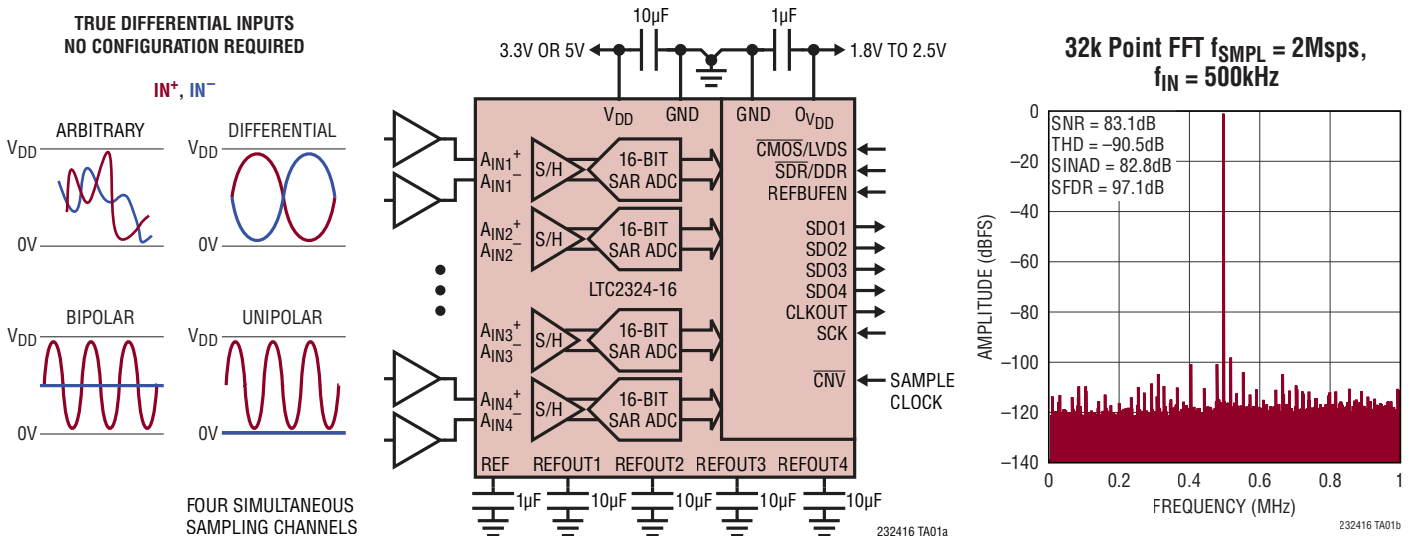 TRUE DIFFERENTIAL INPUTS
NO CONFIGURATION REQUIRED
IN+, IN−
ARBITRARY
VDD
0V
DIFFERENTIAL
VDD
0V
BIPOLAR
VDD
0V
UNIPOLAR
VDD
0V
FOUR SIMULTANEOUS
SAMPLING CHANNELS
10µF
1µF
3.3V OR 5V
1.8V TO 2.5V
VDD
GND
GND
OVDD
AIN1+
AIN1−
S/H
16-BIT
SAR ADC
AIN2+
AIN2−
S/H
16-BIT
SAR ADC
LTC2324-16
AIN3+
AIN3−
S/H
16-BIT
SAR ADC
AIN4+
AIN4−
S/H
16-BIT
SAR ADC
CMOS/LVDS
SDR/DDR
REFBUFEN
SDO1
SDO2
SDO3
SDO4
CLKOUT
SCK
CNV
SAMPLE
CLOCK
REF
REFOUT1
REFOUT2
REFOUT3
REFOUT4
1µF
10µF
10µF
10µF
10µF
232416 TA01a
32k Point FFT fSMPL = 2Msps,
fIN = 500kHz
SNR = 83.1dB
THD = −90.5dB
SINAD = 82.8dB
SFDR = 97.1dB
AMPLITUDE (dBFS)
0
−20
−40
−60
−80
−100
−120
−140
0
0.2
0.4
0.6
0.8
1
FREQUENCY (MHz)
232416 TA01b